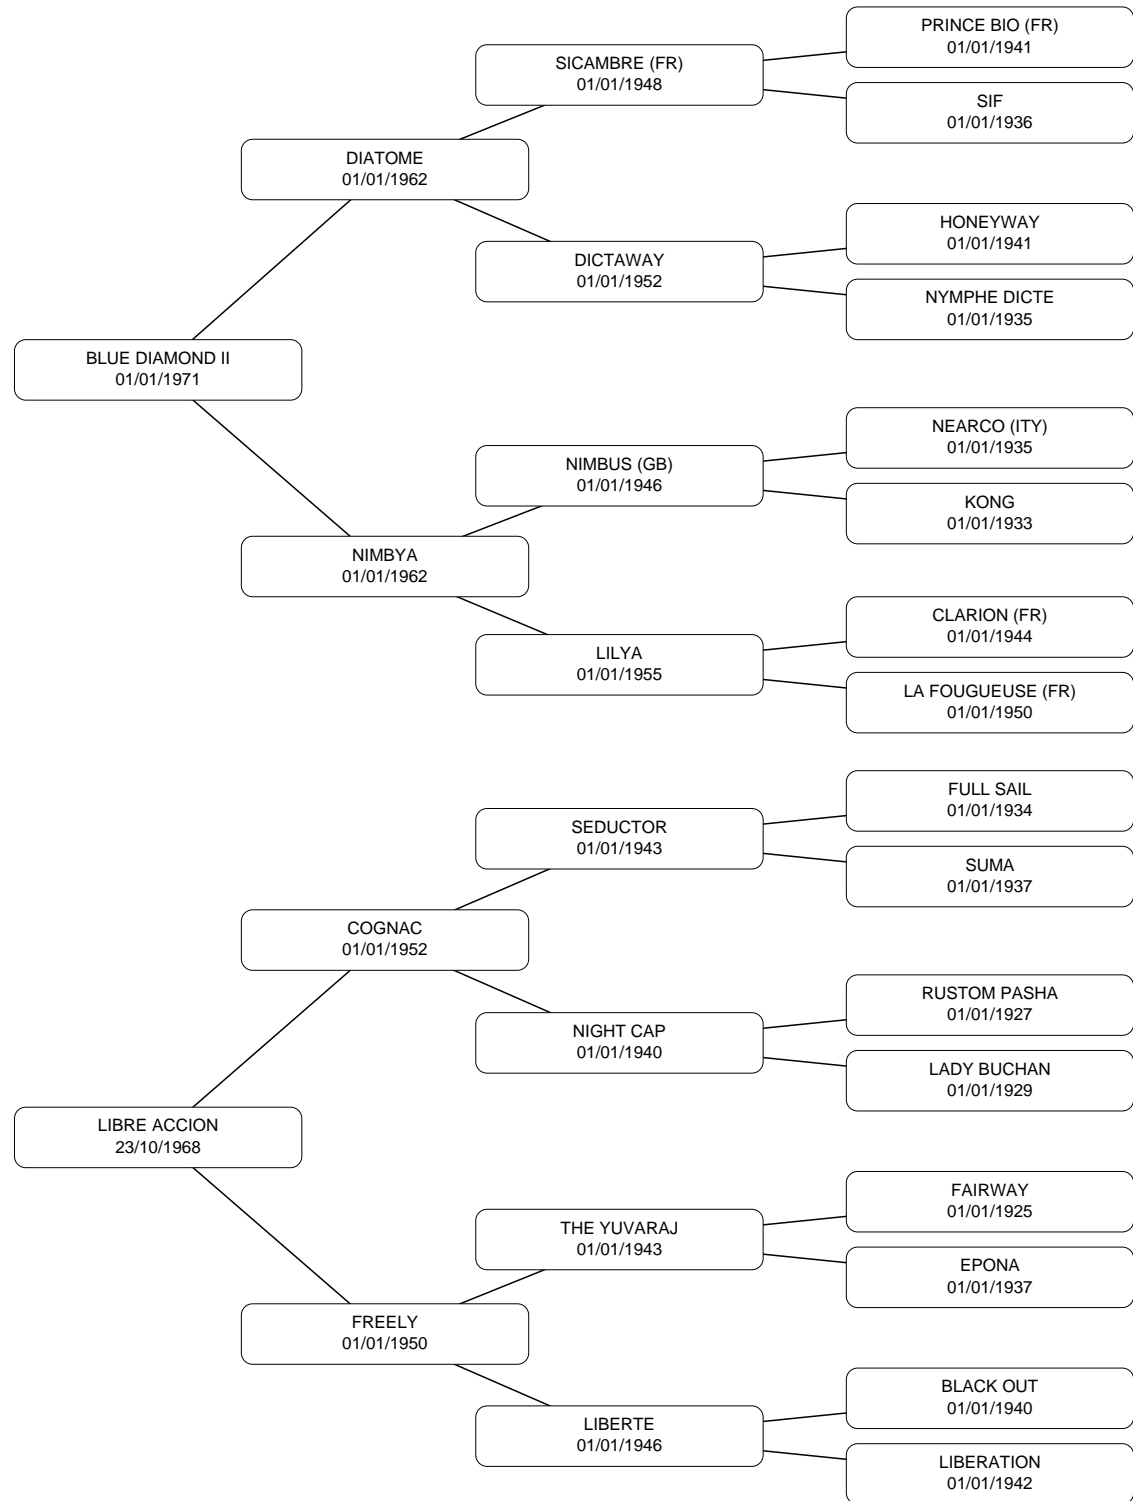 PRINCE BIO (FR)
01/01/1941
SICAMBRE (FR)
01/01/1948
SIF
01/01/1936
DIATOME
01/01/1962
HONEYWAY
01/01/1941
DICTAWAY
01/01/1952
NYMPHE DICTE
01/01/1935
BLUE DIAMOND II
01/01/1971
NEARCO (ITY)
01/01/1935
NIMBUS (GB)
01/01/1946
KONG
01/01/1933
NIMBYA
01/01/1962
CLARION (FR)
01/01/1944
LILYA
01/01/1955
LA FOUGUEUSE (FR)
01/01/1950
FULL SAIL
01/01/1934
SEDUCTOR
01/01/1943
SUMA
01/01/1937
COGNAC
01/01/1952
RUSTOM PASHA
01/01/1927
NIGHT CAP
01/01/1940
LADY BUCHAN
01/01/1929
LIBRE ACCION
23/10/1968
FAIRWAY
01/01/1925
THE YUVARAJ
01/01/1943
EPONA
01/01/1937
FREELY
01/01/1950
BLACK OUT
01/01/1940
LIBERTE
01/01/1946
LIBERATION
01/01/1942